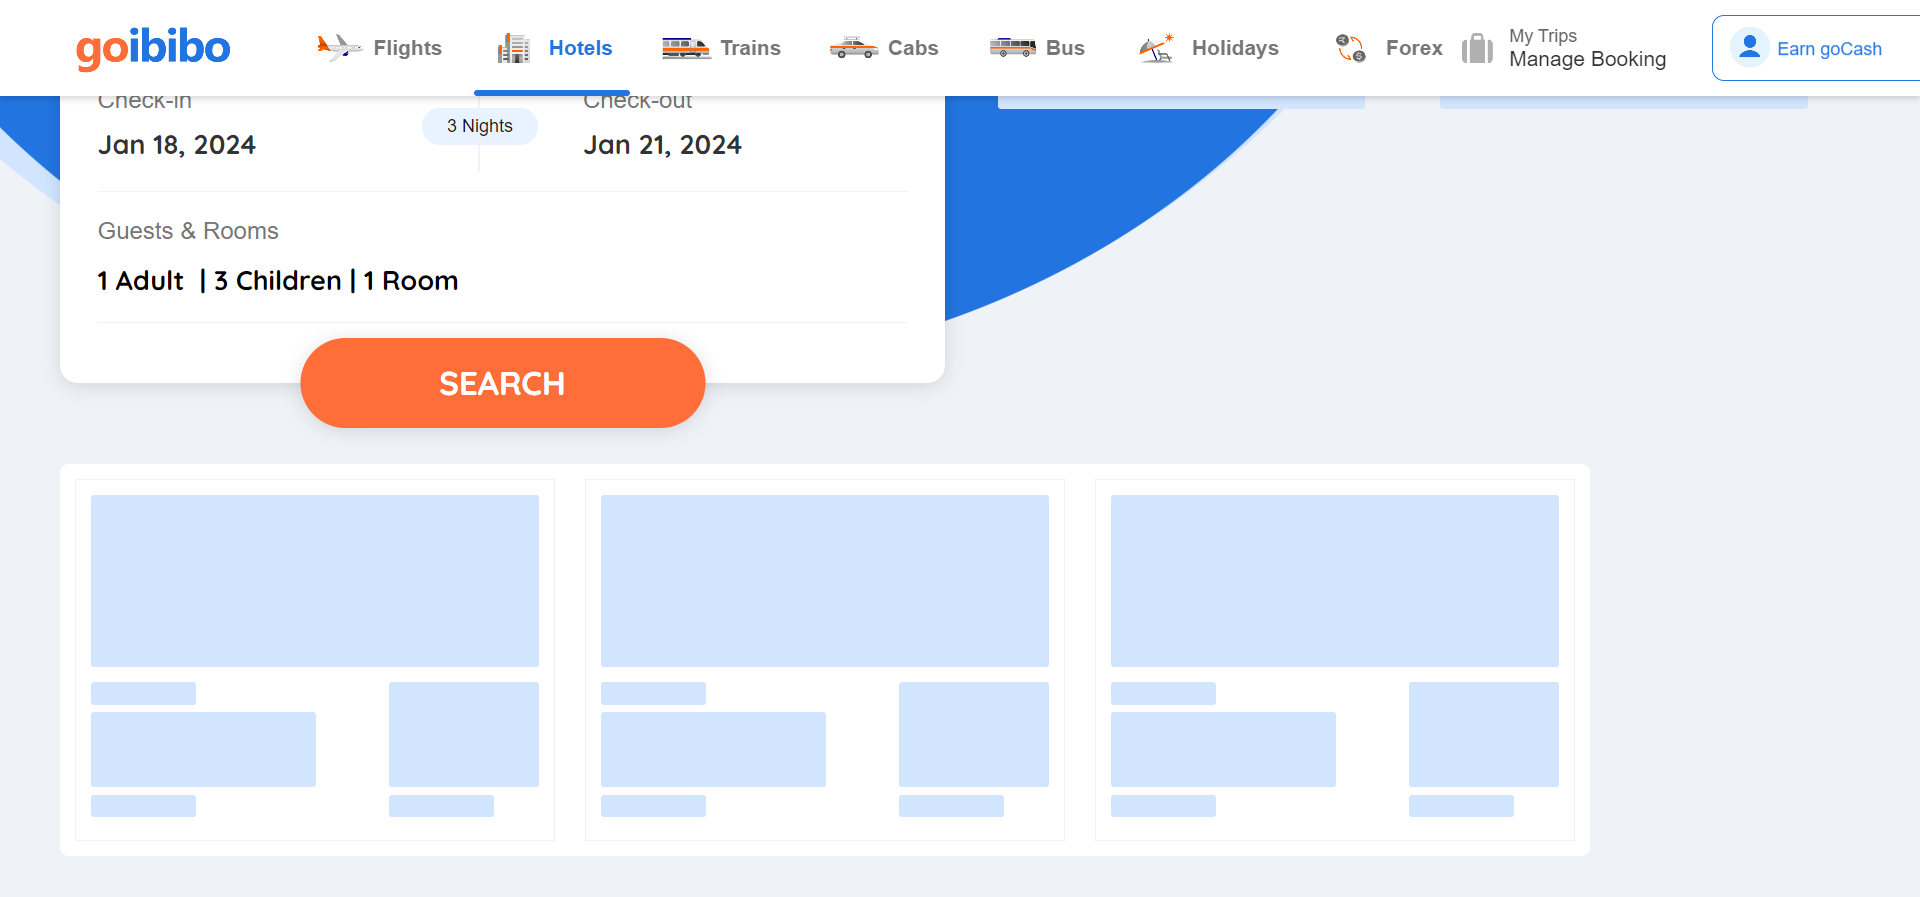 goibibo
Flights
Hotels
Trains
Cabs
Bus
Holidays
Forex
My Trips
Manage Booking
Earn goCash
Check-in
Jan 18, 2024
3 Nights
Check-out
Jan 21, 2024
Guests & Rooms
1 Adult | 3 Children | 1 Room
SEARCH